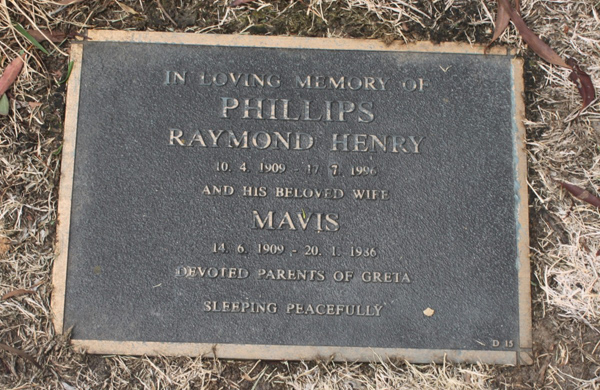 IN LOVING MEMORY OF
PHILLIPS
RAYMOND HENRY
10. 4. 1909 - 17. 7. 1996
AND HIS BELOVED WIFE
MAVIS
14. 6. 1909 - 20. 1. 1986
DEVOTED PARENTS OF GRETA
SLEEPING PEACEFULLY
D 15